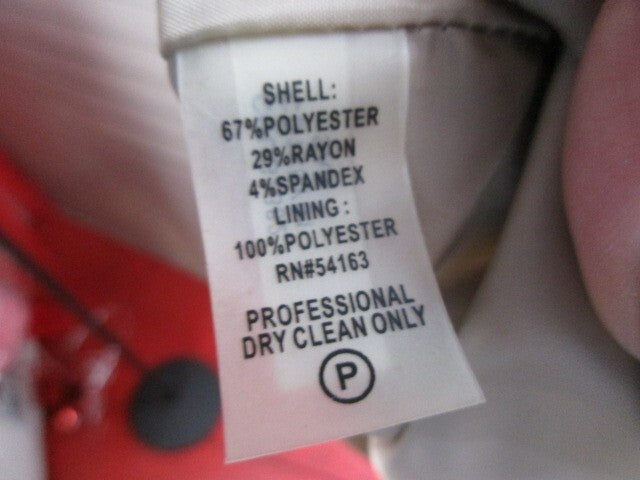 SHELL:
67%POLYESTER
29%RAYON
4%SPANDEX
LINING:
100%POLYESTER
RN#54163
PROFESSIONAL
DRY CLEAN ONLY
P